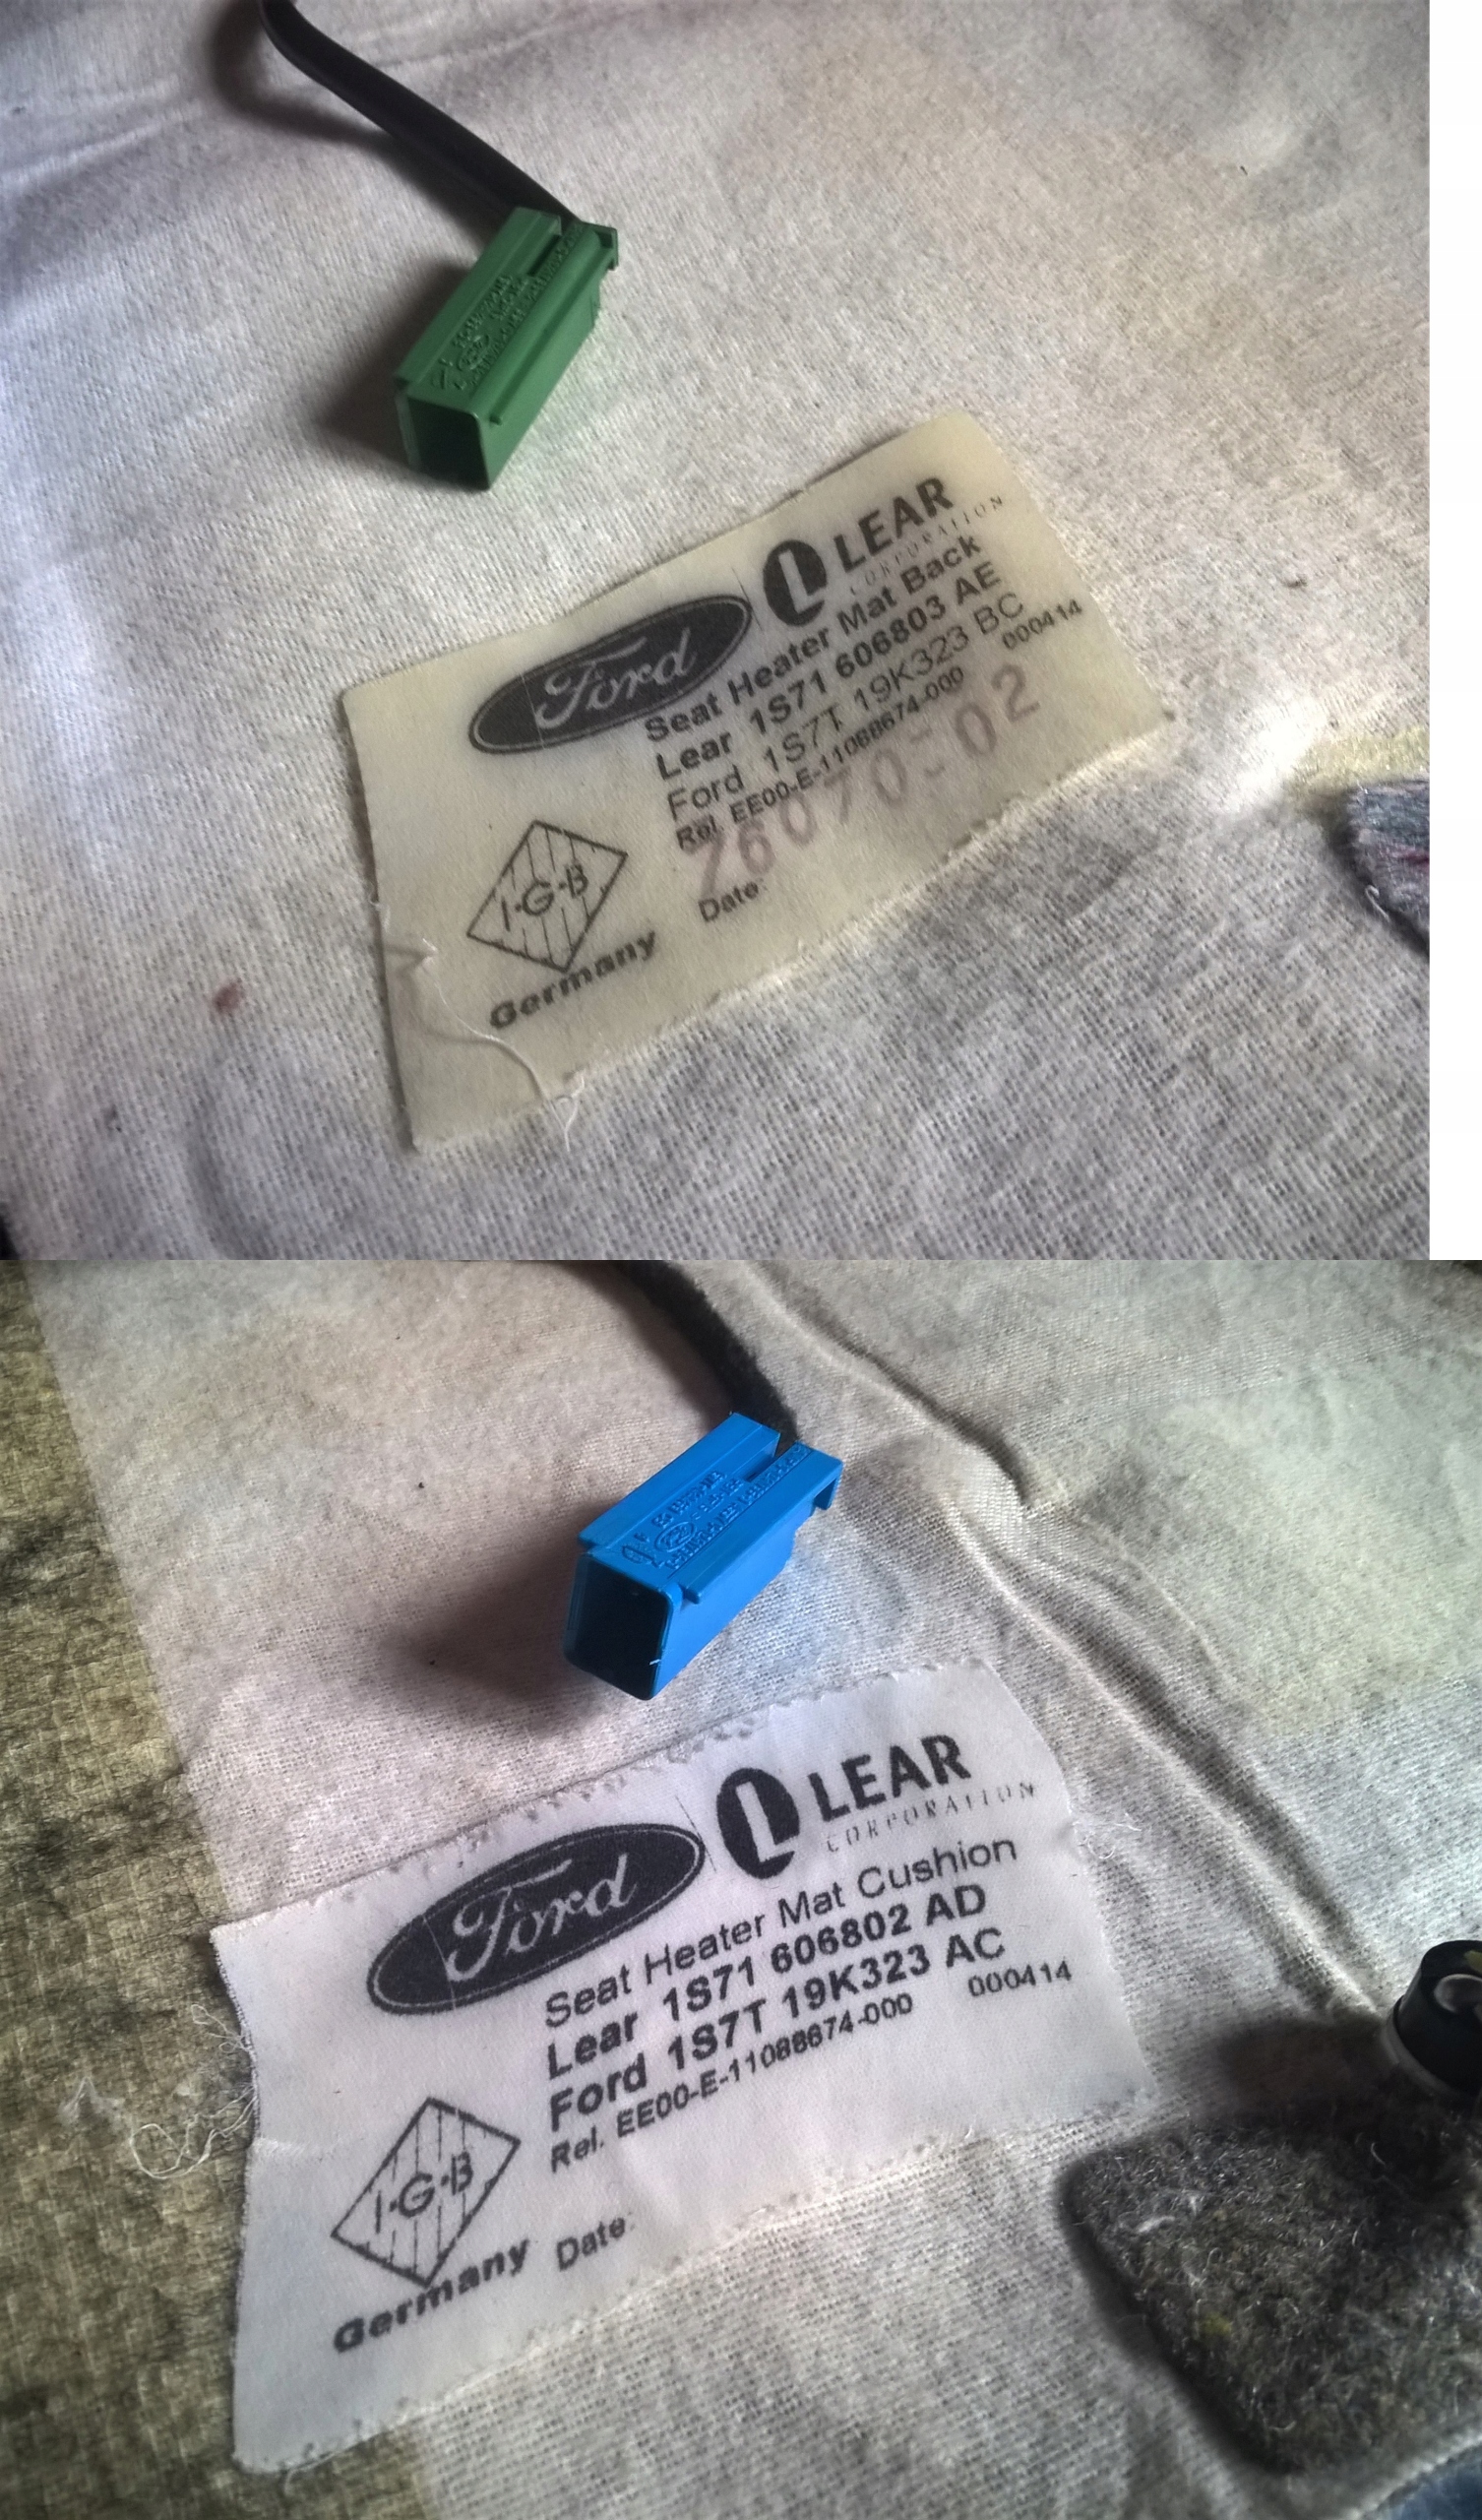 LEAR
CORPORATION
Ford
Seat Heater Mat Back
Lear 1S71 606803 AE
Ford 1S7T 19K323 BC
Rel. EE00-E-11088674-000 000414
Date:
I-G-B
Germany
LEAR
CORPORATION
Ford
Seat Heater Mat Cushion
Lear 1S71 606802 AD
Ford 1S7T 19K323 AC
Rel. EE00-E-11088674-000 000414
Date:
I-G-B
Germany